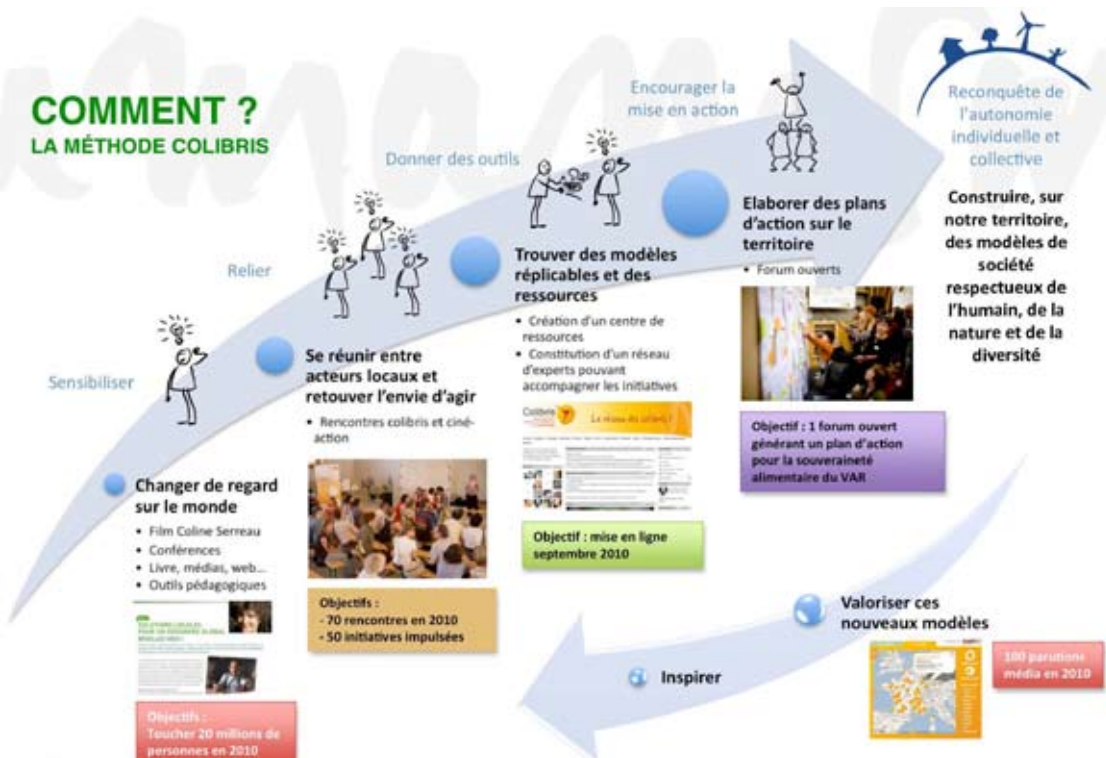 COMMENT ?
LA MÉTHODE COLIBRIS
Sensibiliser
Changer de regard
sur le monde
• Film Coline Serreau
• Conférences
• Livre, médias, web...
• Outils pédagogiques
Objectifs :
Toucher 20 millions de
personnes en 2010
Relier
Se réunir entre
acteurs locaux et
retouver l'envie d'agir
• Rencontres colibris et ciné-
action
Objectifs :
- 70 rencontres en 2010
- 50 initiatives impulsées
Donner des outils
Trouver des modèles
réplicables et des
ressources
• Création d'un centre de
ressources
• Constitution d'un réseau
d'experts pouvant
accompagner les initiatives
Colibris
Objectif : mise en ligne
septembre 2010
Encourager la
mise en action
Elaborer des plans
d'action sur le
territoire
• Forum ouverts
Objectif : 1 forum ouvert
générant un plan d'action
pour la souveraineté
alimentaire du VAR
Reconquête de
l'autonomie
individuelle et
collective
Construire, sur
notre territoire,
des modèles de
société
respectueux de
l'humain, de la
nature et de la
diversité
Valoriser ces
nouveaux modèles
100 parutions
média en 2010
Inspirer